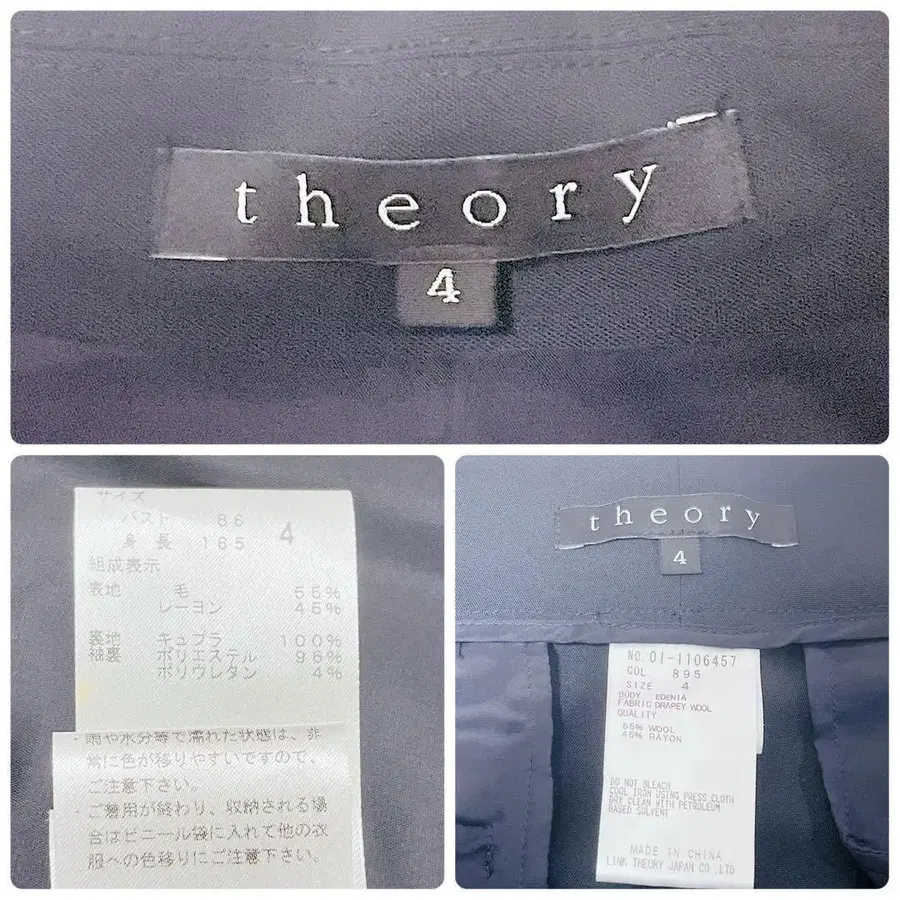 theory
4
サイズ
バスト 86
身長 165 4
組成表示
表地 毛 55%
レーヨン 45%
裏地 キュプラ 100%
袖裏 ポリエステル 96%
ポリウレタン 4%
・雨や水分等で濡れた状態は、非
常に色が移りやすいですので、
ご注意下さい。
・ご着用が終わり、収納される場
合はビニール袋に入れて他の衣
服への色移りにご注意下さい。
theory
4
NO. 01-1106457
COL 895
SIZE 4
BODY EDENIA
FABRIC DRAPEY WOOL
QUALITY
55% WOOL
45% RAYON
DO NOT BLEACH
COOL IRON USING PRESS CLOTH
DRY CLEAN WITH PETROLEUM
BASED SOLVENT
MADE IN CHINA
LINK THEORY JAPAN CO.,LTD